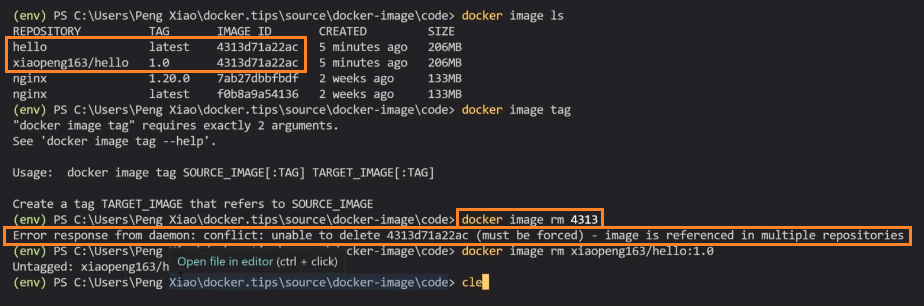 (env) PS C:\Users\Peng Xiao\docker.tips\source\docker-image\code> docker image ls
REPOSITORY TAG IMAGE ID CREATED SIZE
hello latest 4313d71a22ac 5 minutes ago 206MB
xiaopeng163/hello 1.0 4313d71a22ac 5 minutes ago 206MB
nginx 1.20.0 7ab27dbbfbdf 2 weeks ago 133MB
nginx latest f0b8a9a54136 2 weeks ago 133MB
(env) PS C:\Users\Peng Xiao\docker.tips\source\docker-image\code> docker image tag
"docker image tag" requires exactly 2 arguments.
See 'docker image tag --help'.
Usage: docker image tag SOURCE_IMAGE[:TAG] TARGET_IMAGE[:TAG]
Create a tag TARGET_IMAGE that refers to SOURCE_IMAGE
(env) PS C:\Users\Peng Xiao\docker.tips\source\docker-image\code> docker image rm 4313
Error response from daemon: conflict: unable to delete 4313d71a22ac (must be forced) - image is referenced in multiple repositories
(env) PS C:\Users\Peng Xiao\docker.tips\source\docker-image\code> docker image rm xiaopeng163/hello:1.0
Untagged: xiaopeng163/h
Open file in editor (ctrl + click)
(env) PS C:\Users\Peng Xiao\docker.tips\source\docker-image\code> cle